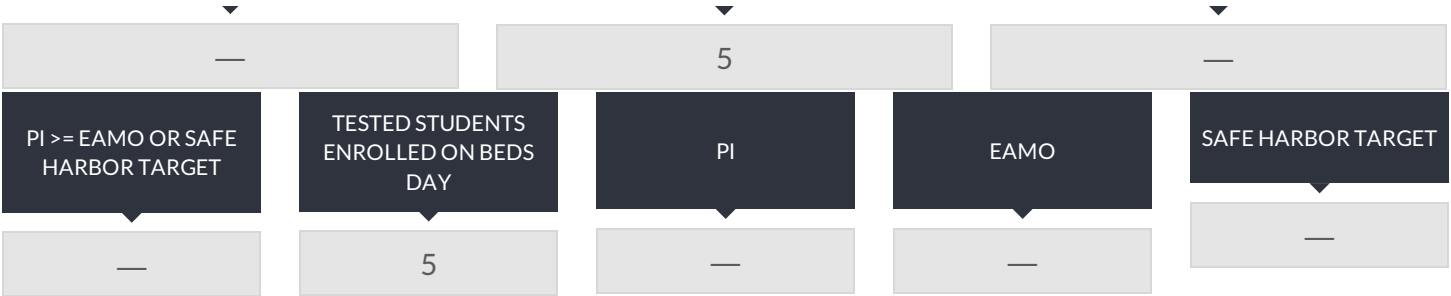 —
5
—
PI >= EAMO OR SAFE
HARBOR TARGET
TESTED STUDENTS
ENROLLED ON BEDS
DAY
PI
EAMO
SAFE HARBOR TARGET
—
5
—
—
—